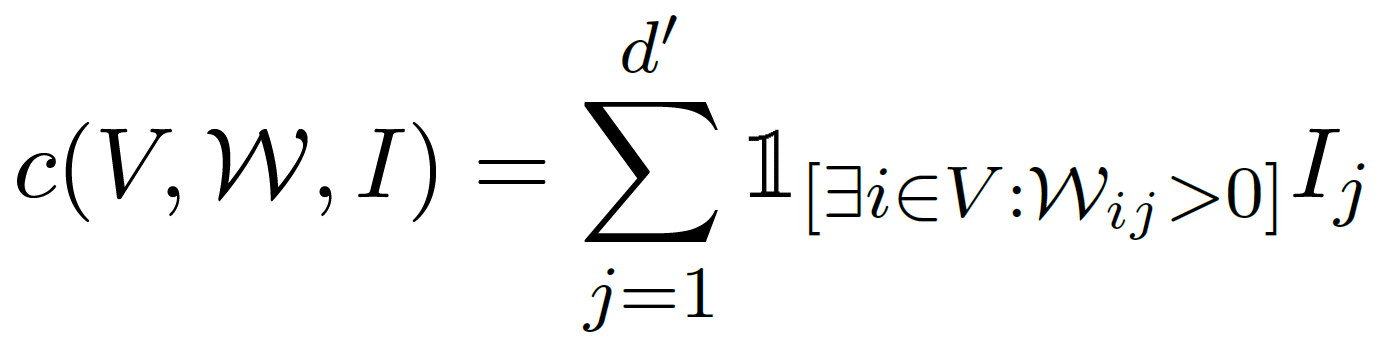 c(V, 𝒲, I) = ∑_{j=1}^{d′} 𝟙_{[∃i∈V:𝒲_{ij}>0]} I_j